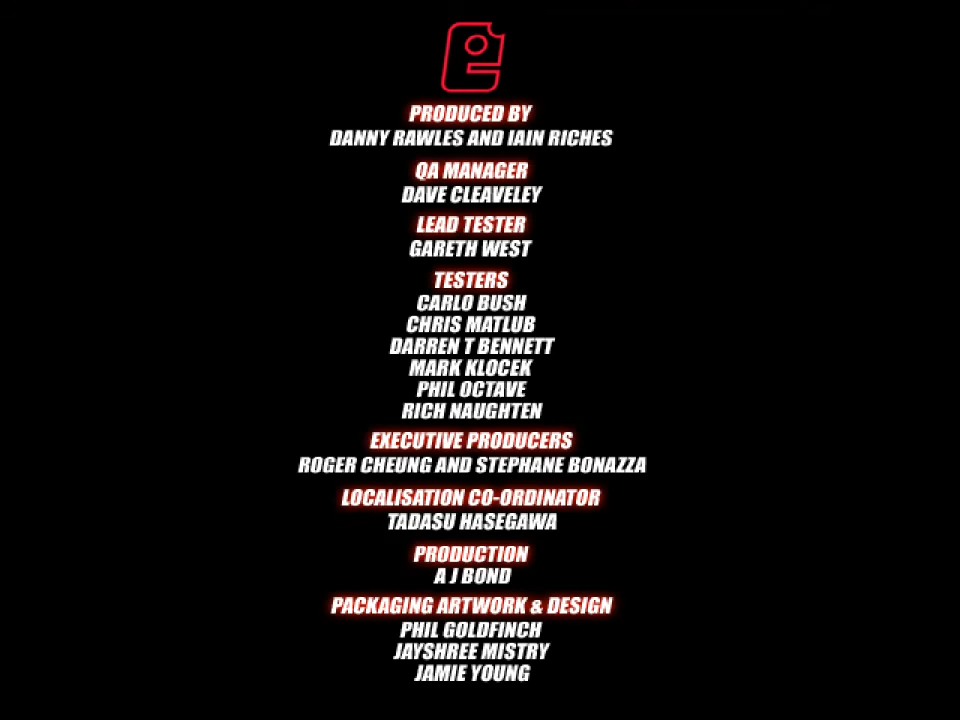 PRODUCED BY
DANNY RAWLES AND IAIN RICHES
QA MANAGER
DAVE CLEAVELEY
LEAD TESTER
GARETH WEST
TESTERS
CARLO BUSH
CHRIS MATLUB
DARREN T BENNETT
MARK KLOCEK
PHIL OCTAVE
RICH NAUGHTEN
EXECUTIVE PRODUCERS
ROGER CHEUNG AND STEPHANE BONAZZA
LOCALISATION CO-ORDINATOR
TADASU HASEGAWA
PRODUCTION
A J BOND
PACKAGING ARTWORK & DESIGN
PHIL GOLDFINCH
JAYSHREE MISTRY
JAMIE YOUNG